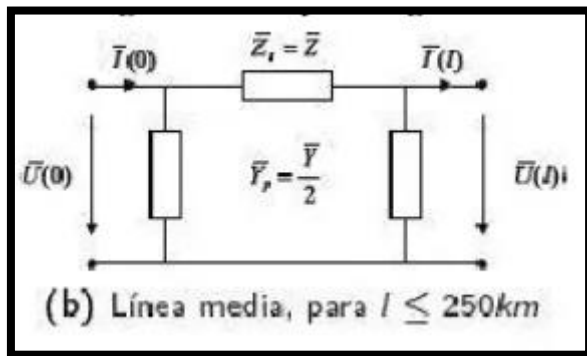 Ī(0) Z̄ₛ = Z̄ Ī(l)
Ū(0) Ȳₚ = Ȳ/2 Ū(l)
(b) Línea media, para l ≤ 250km